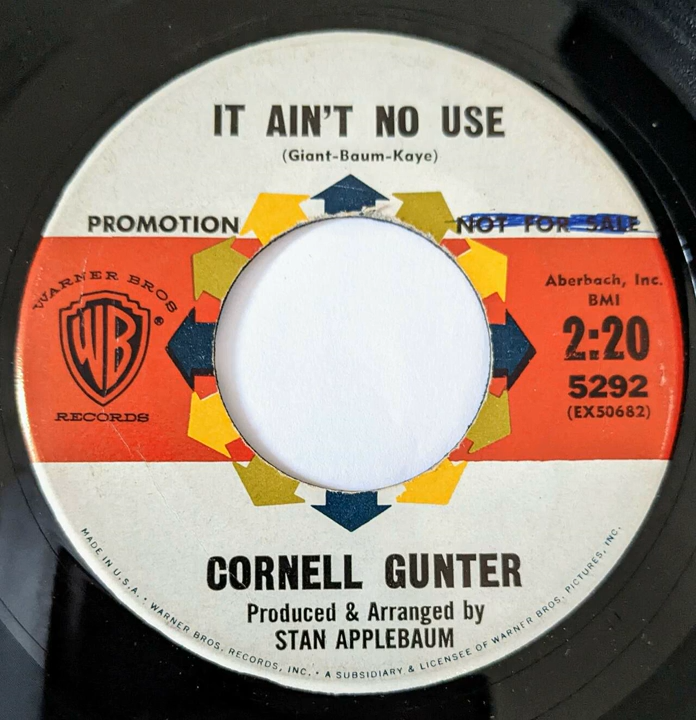 IT AIN'T NO USE
(Giant-Baum-Kaye)
PROMOTION
NOT FOR SALE
WARNER BROS
WB
®
RECORDS
Aberbach, Inc.
BMI
2:20
5292
(EX50682)
CORNELL GUNTER
Produced & Arranged by
STAN APPLEBAUM
MADE IN U.S.A. • WARNER BROS. RECORDS, INC. • A SUBSIDIARY & LICENSEE OF WARNER BROS. PICTURES, INC.